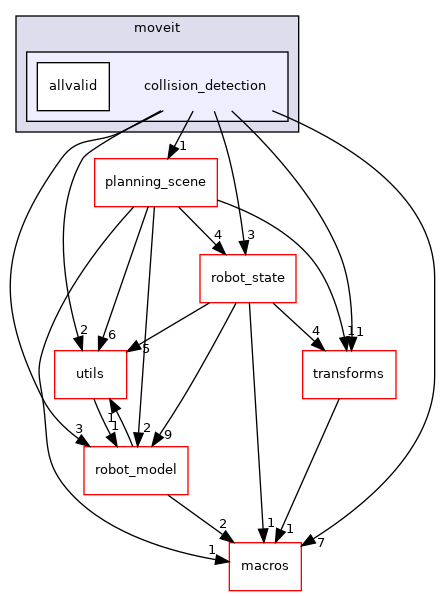 moveit
allvalid
collision_detection
1
planning_scene
4
3
robot_state
2
6
5
4
1
1
utils
transforms
1
1
3
2
9
robot_model
2
1
1
1
7
macros